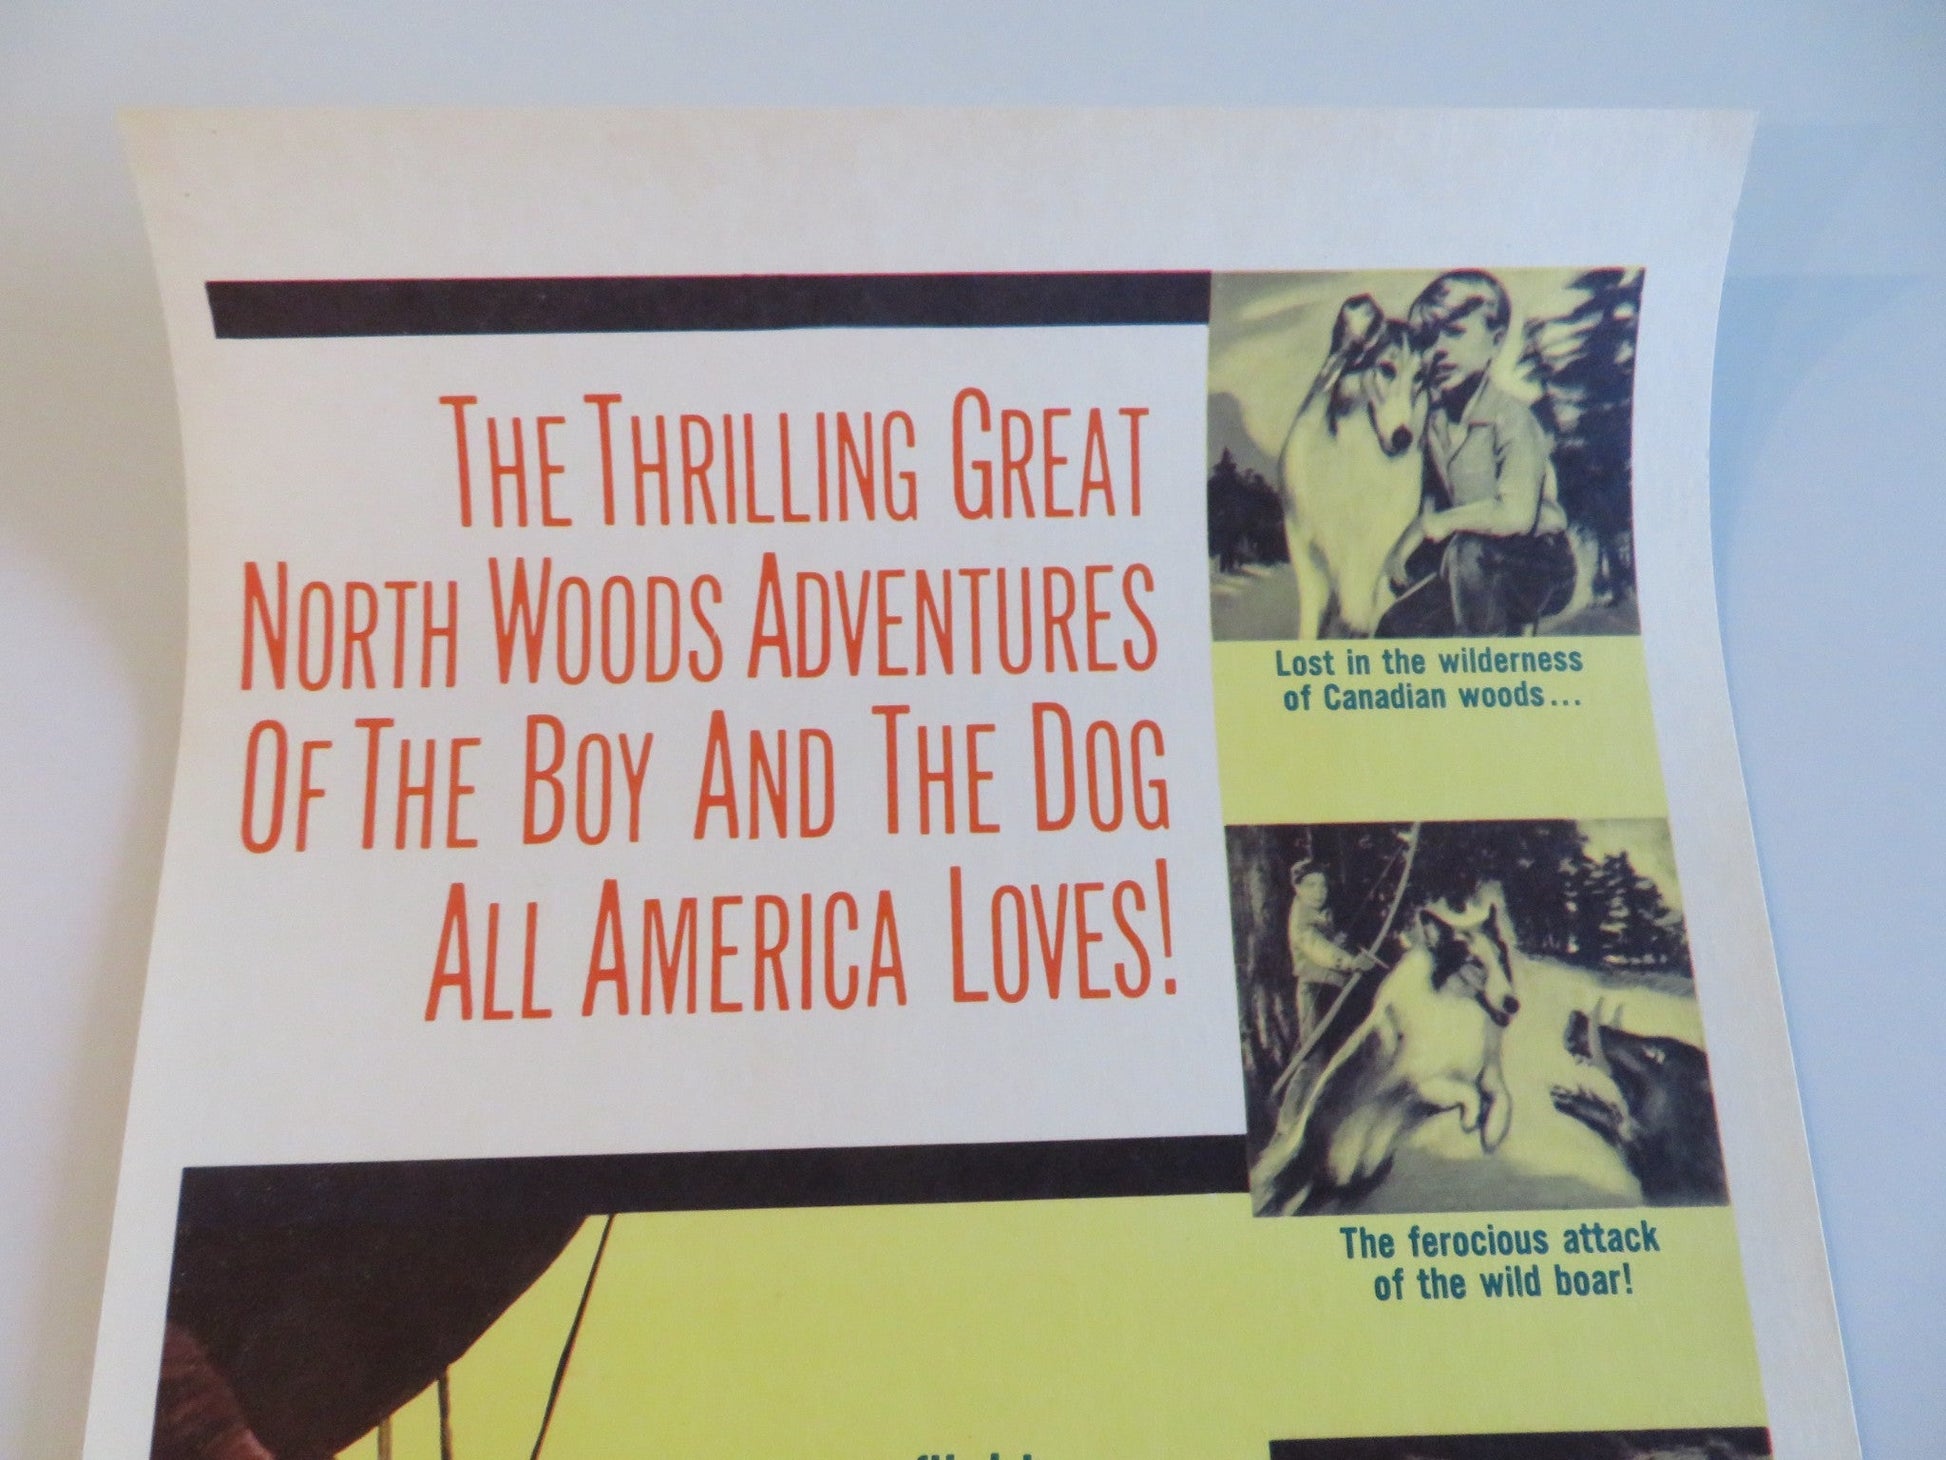 THE THRILLING GREAT
NORTH WOODS ADVENTURES
OF THE BOY AND THE DOG
ALL AMERICA LOVES!
Lost in the wilderness
of Canadian woods...
The ferocious attack
of the wild boar!